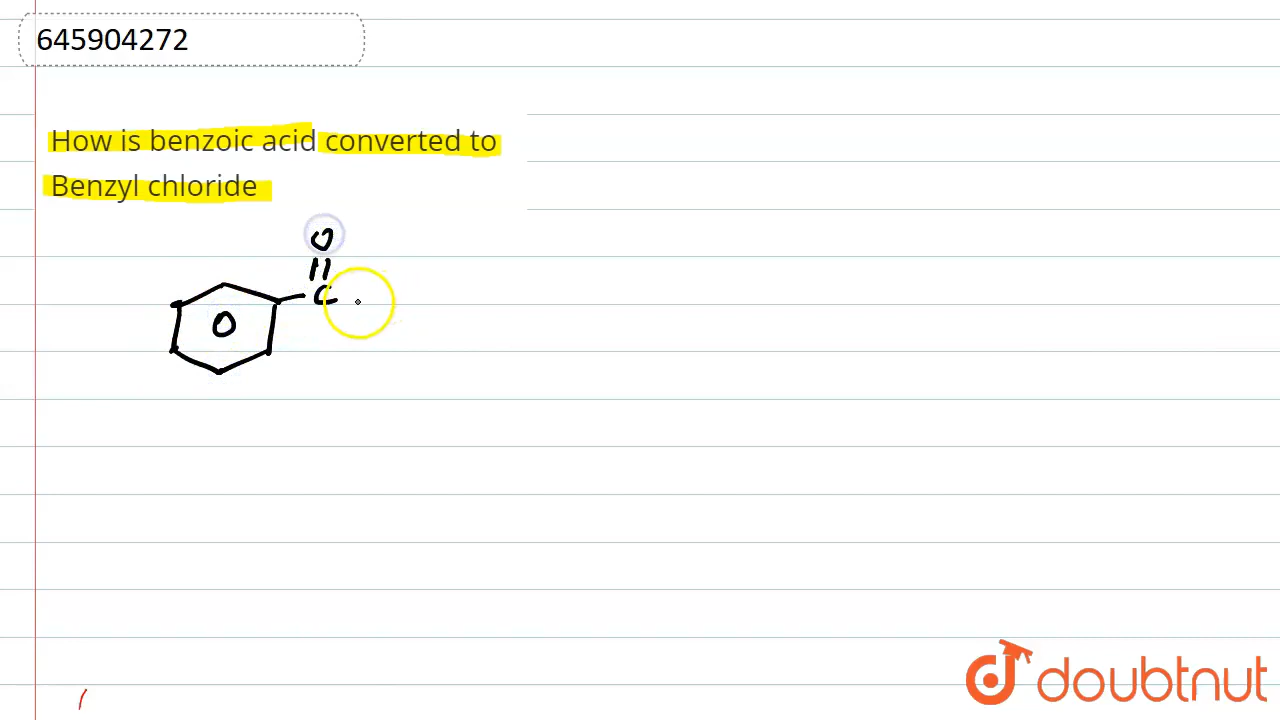 645904272
How is benzoic acid converted to
Benzyl chloride
O
||
C
O
doubtnut